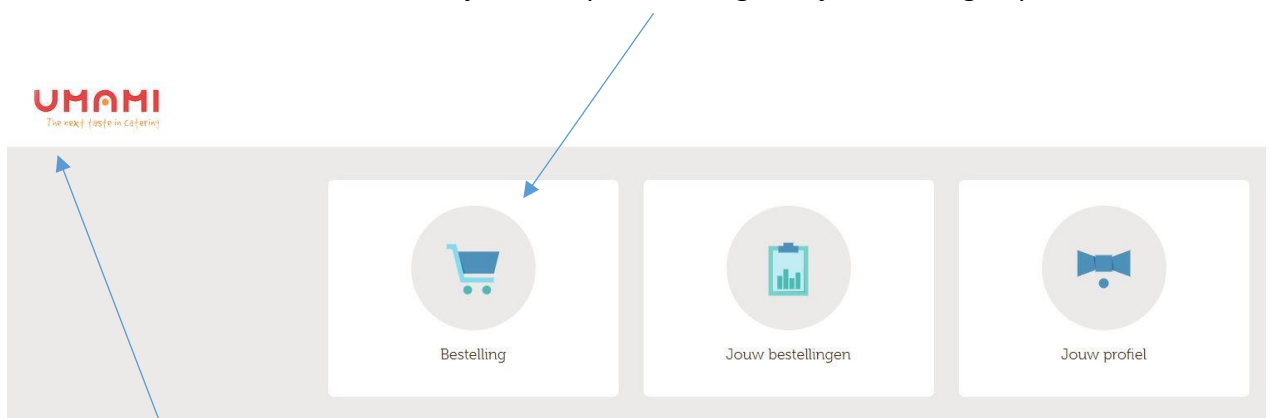 UMAMI
The next taste in catering
Bestelling
Jouw bestellingen
Jouw profiel